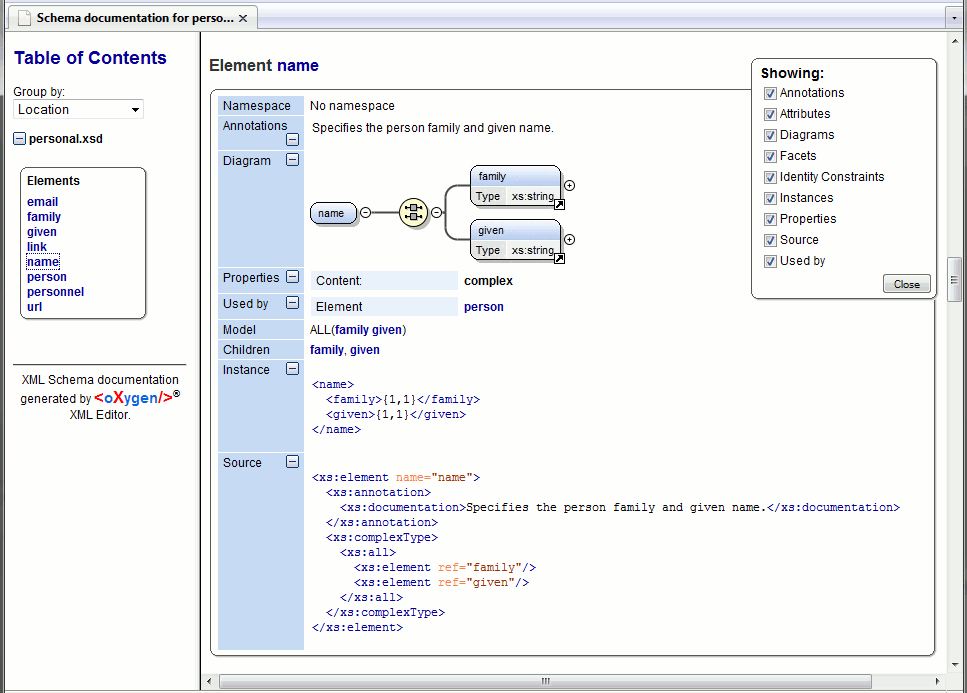 Schema documentation for perso...
Table of Contents
Group by:
Location
personal.xsd
Elements
email
family
given
link
name
person
personnel
url
XML Schema documentation
generated by <oXygen/>®
XML Editor.
Element name
Namespace No namespace
Annotations Specifies the person family and given name.
Diagram
name
family
Type xs:string
given
Type xs:string
Properties Content: complex
Used by Element person
Model ALL(family given)
Children family, given
Instance
<name>
  <family>{1,1}</family>
  <given>{1,1}</given>
</name>
Source
<xs:element name="name">
  <xs:annotation>
    <xs:documentation>Specifies the person family and given name.</xs:documentation>
  </xs:annotation>
  <xs:complexType>
    <xs:all>
      <xs:element ref="family"/>
      <xs:element ref="given"/>
    </xs:all>
  </xs:complexType>
</xs:element>
Showing:
Annotations
Attributes
Diagrams
Facets
Identity Constraints
Instances
Properties
Source
Used by
Close